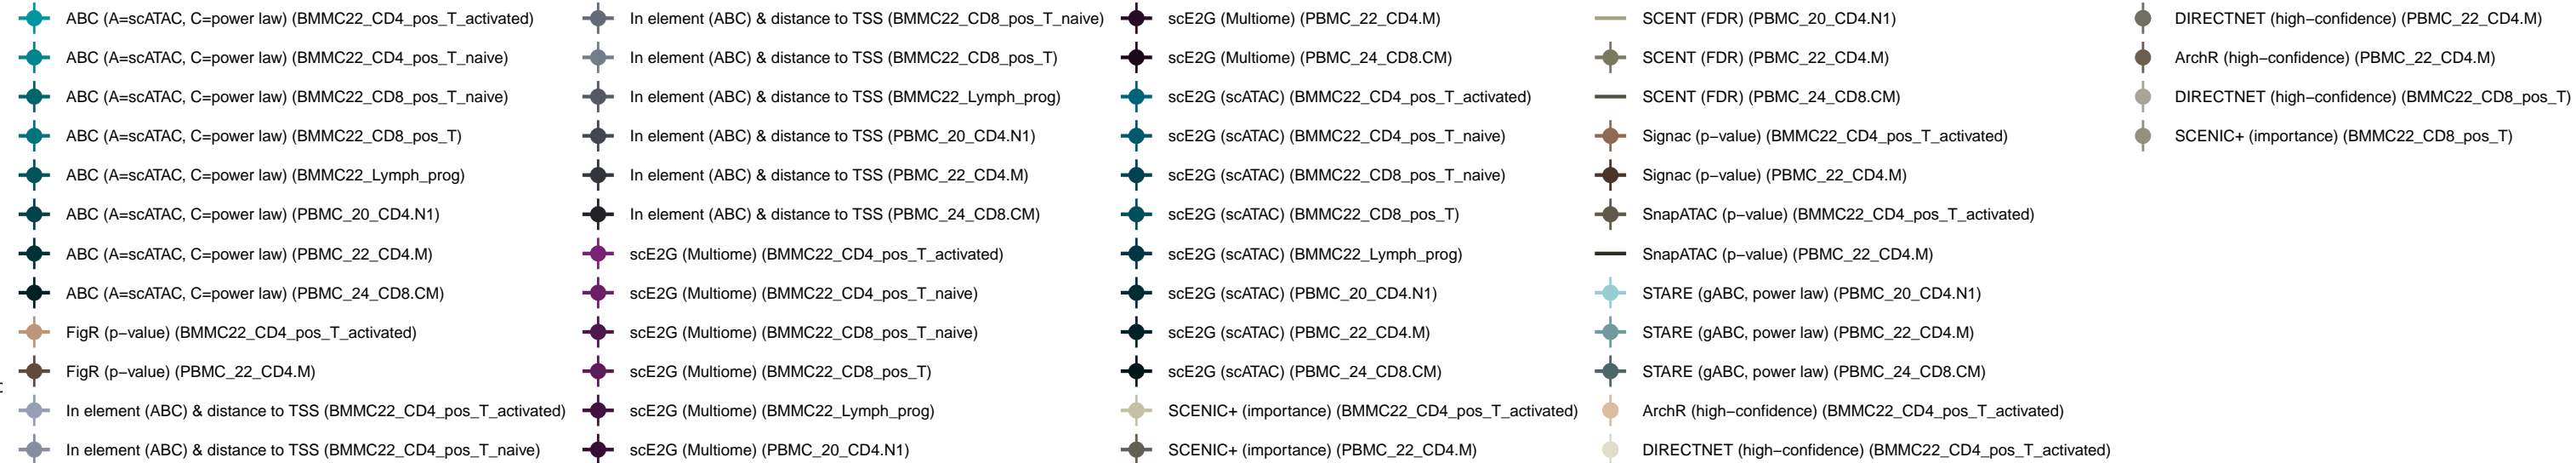 ABC (A=scATAC, C=power law) (BMMC22_CD4_pos_T_activated)
ABC (A=scATAC, C=power law) (BMMC22_CD4_pos_T_naive)
ABC (A=scATAC, C=power law) (BMMC22_CD8_pos_T_naive)
ABC (A=scATAC, C=power law) (BMMC22_CD8_pos_T)
ABC (A=scATAC, C=power law) (BMMC22_Lymph_prog)
ABC (A=scATAC, C=power law) (PBMC_20_CD4.N1)
ABC (A=scATAC, C=power law) (PBMC_22_CD4.M)
ABC (A=scATAC, C=power law) (PBMC_24_CD8.CM)
FigR (p−value) (BMMC22_CD4_pos_T_activated)
FigR (p−value) (PBMC_22_CD4.M)
In element (ABC) & distance to TSS (BMMC22_CD4_pos_T_activated)
In element (ABC) & distance to TSS (BMMC22_CD4_pos_T_naive)
In element (ABC) & distance to TSS (BMMC22_CD8_pos_T_naive)
In element (ABC) & distance to TSS (BMMC22_CD8_pos_T)
In element (ABC) & distance to TSS (BMMC22_Lymph_prog)
In element (ABC) & distance to TSS (PBMC_20_CD4.N1)
In element (ABC) & distance to TSS (PBMC_22_CD4.M)
In element (ABC) & distance to TSS (PBMC_24_CD8.CM)
scE2G (Multiome) (BMMC22_CD4_pos_T_activated)
scE2G (Multiome) (BMMC22_CD4_pos_T_naive)
scE2G (Multiome) (BMMC22_CD8_pos_T_naive)
scE2G (Multiome) (BMMC22_CD8_pos_T)
scE2G (Multiome) (BMMC22_Lymph_prog)
scE2G (Multiome) (PBMC_20_CD4.N1)
scE2G (Multiome) (PBMC_22_CD4.M)
scE2G (Multiome) (PBMC_24_CD8.CM)
scE2G (scATAC) (BMMC22_CD4_pos_T_activated)
scE2G (scATAC) (BMMC22_CD4_pos_T_naive)
scE2G (scATAC) (BMMC22_CD8_pos_T_naive)
scE2G (scATAC) (BMMC22_CD8_pos_T)
scE2G (scATAC) (BMMC22_Lymph_prog)
scE2G (scATAC) (PBMC_20_CD4.N1)
scE2G (scATAC) (PBMC_22_CD4.M)
scE2G (scATAC) (PBMC_24_CD8.CM)
SCENIC+ (importance) (BMMC22_CD4_pos_T_activated)
SCENIC+ (importance) (PBMC_22_CD4.M)
SCENT (FDR) (PBMC_20_CD4.N1)
SCENT (FDR) (PBMC_22_CD4.M)
SCENT (FDR) (PBMC_24_CD8.CM)
Signac (p−value) (BMMC22_CD4_pos_T_activated)
Signac (p−value) (PBMC_22_CD4.M)
SnapATAC (p−value) (BMMC22_CD4_pos_T_activated)
SnapATAC (p−value) (PBMC_22_CD4.M)
STARE (gABC, power law) (PBMC_20_CD4.N1)
STARE (gABC, power law) (PBMC_22_CD4.M)
STARE (gABC, power law) (PBMC_24_CD8.CM)
ArchR (high−confidence) (BMMC22_CD4_pos_T_activated)
DIRECTNET (high−confidence) (BMMC22_CD4_pos_T_activated)
DIRECTNET (high−confidence) (PBMC_22_CD4.M)
ArchR (high−confidence) (PBMC_22_CD4.M)
DIRECTNET (high−confidence) (BMMC22_CD8_pos_T)
SCENIC+ (importance) (BMMC22_CD8_pos_T)